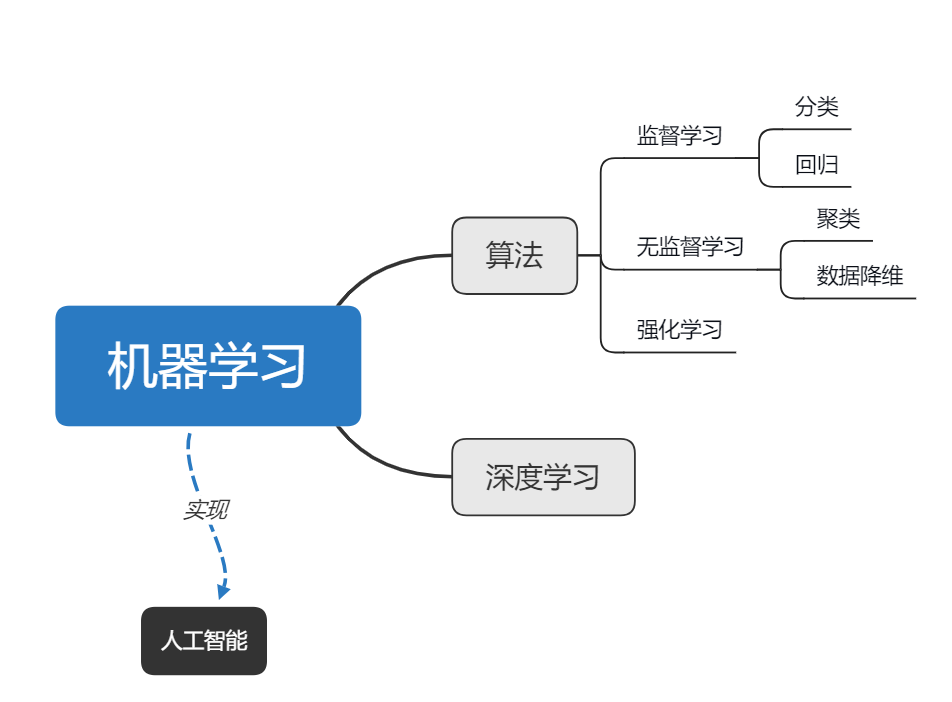 机器学习
算法
监督学习
分类
回归
无监督学习
聚类
数据降维
强化学习
深度学习
实现
人工智能